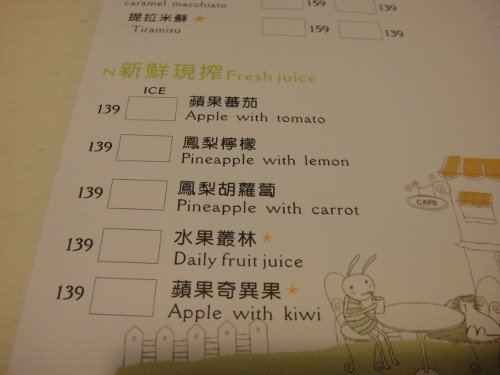 caramel macchiato 159 139
提拉米蘇★
Tiramisu 159 139
N新鮮現搾Fresh juice
ICE
139 蘋果蕃茄
Apple with tomato
139 鳳梨檸檬
Pineapple with lemon
139 鳳梨胡蘿蔔
Pineapple with carrot
139 水果叢林★
Daily fruit juice
139 蘋果奇異果★
Apple with kiwi
CAFE